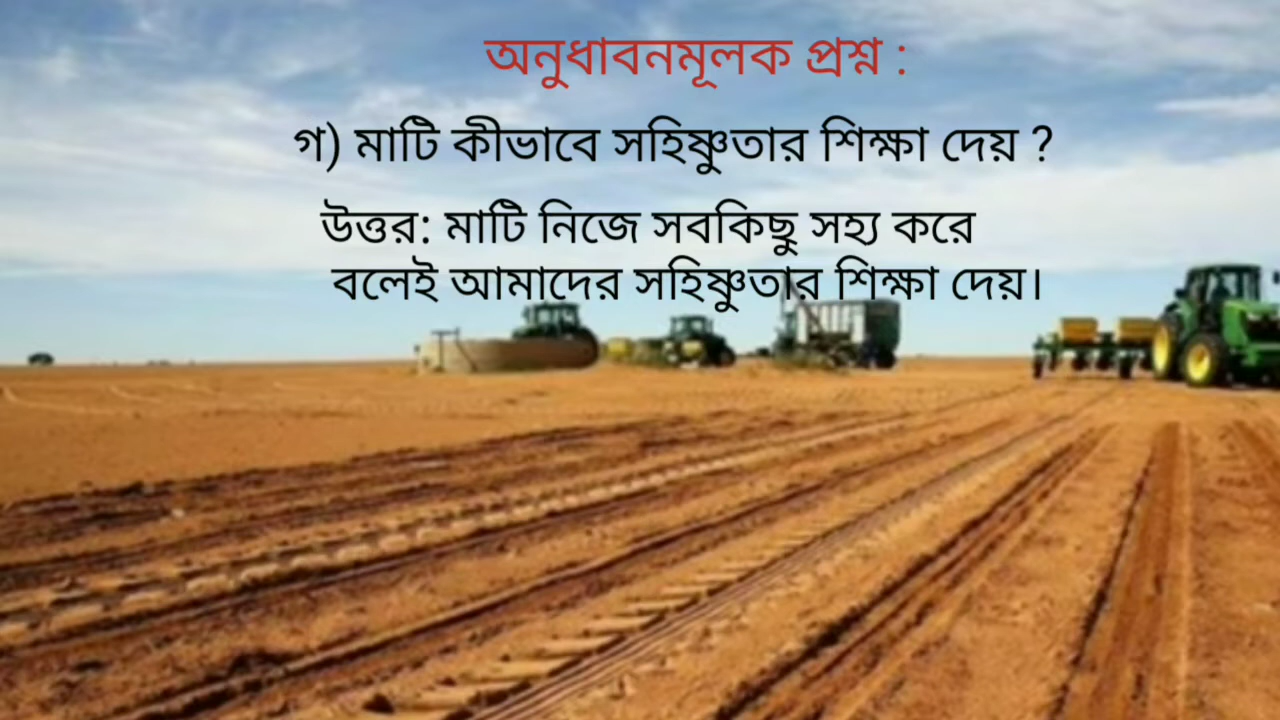 অনুধাবনমূলক প্রশ্ন :
গ) মাটি কীভাবে সহিষ্ণুতার শিক্ষা দেয় ?
উত্তর: মাটি নিজে সবকিছু সহ্য করে
বলেই আমাদের সহিষ্ণুতার শিক্ষা দেয়।